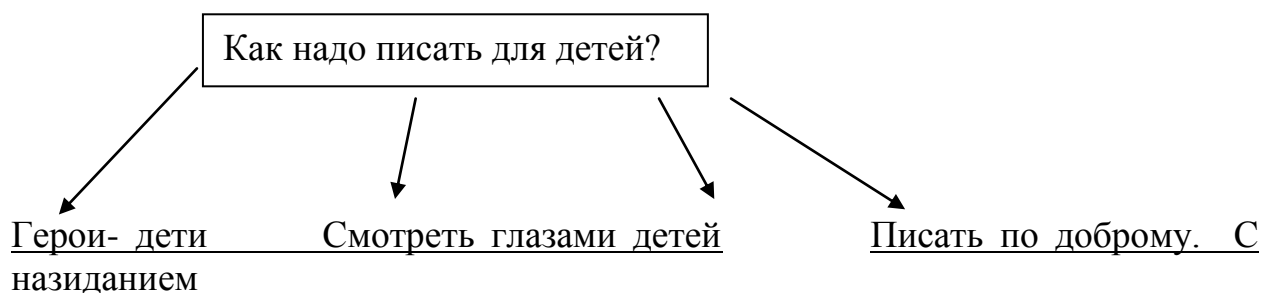 Как надо писать для детей?
Герои- дети Смотреть глазами детей Писать по доброму. С
назиданием